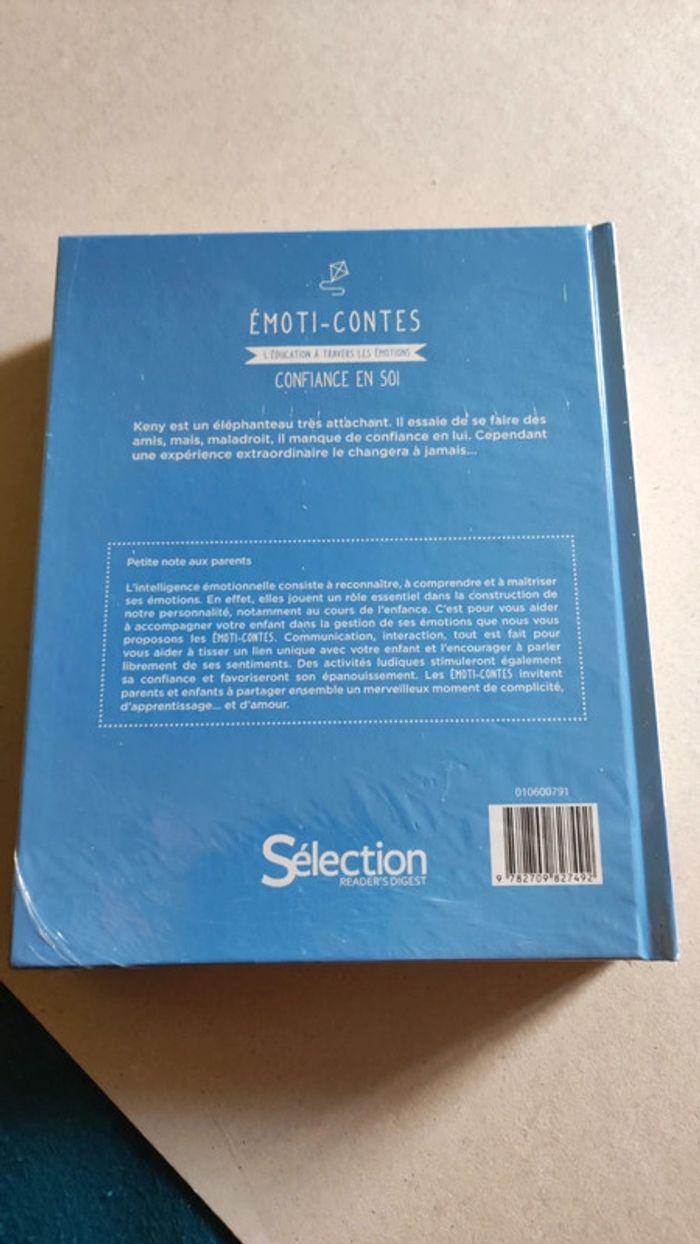 ÉMOTI-CONTES
L'ÉDUCATION À TRAVERS LES ÉMOTIONS
CONFIANCE EN SOI
Keny est un éléphanteau très attachant. Il essaie de se faire des
amis, mais, maladroit, il manque de confiance en lui. Cependant
une expérience extraordinaire le changera à jamais...
Petite note aux parents
L'intelligence émotionnelle consiste à reconnaître, à comprendre et à maîtriser
ses émotions. En effet, elles jouent un rôle essentiel dans la construction de
notre personnalité, notamment au cours de l'enfance. C'est pour vous aider
à accompagner votre enfant dans la gestion de ses émotions que nous vous
proposons les ÉMOTI-CONTES. Communication, interaction, tout est fait pour
vous aider à tisser un lien unique avec votre enfant et l'encourager à parler
librement de ses sentiments. Des activités ludiques stimuleront également
sa confiance et favoriseront son épanouissement. Les ÉMOTI-CONTES invitent
parents et enfants à partager ensemble un merveilleux moment de complicité,
d'apprentissage... et d'amour.
010600791
9 782709 827492
Sélection
READER'S DIGEST